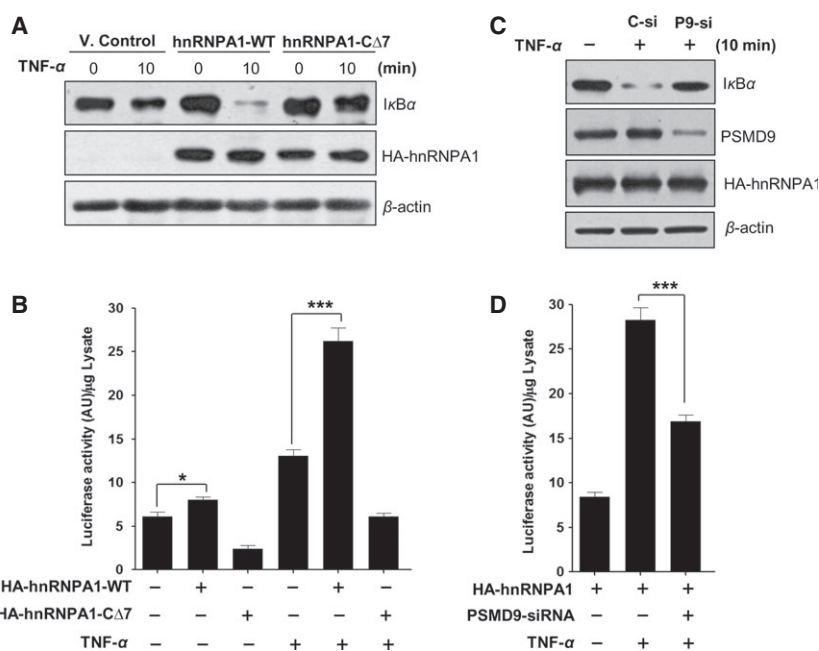 A
V. Control hnRNPA1-WT hnRNPA1-CΔ7
TNF-α 0 10 0 10 0 10 (min)
IκBα
HA-hnRNPA1
β-actin
C
C-si P9-si
TNF-α − + + (10 min)
IκBα
PSMD9
HA-hnRNPA1
β-actin
B
Luciferase activity (AU)/μg Lysate
30
25
20
15
10
5
0
*
***
HA-hnRNPA1-WT − + − − + −
HA-hnRNPA1-CΔ7 − − + − − +
TNF-α − − − + + +
D
Luciferase activity (AU)/μg Lysate
30
25
20
15
10
5
0
***
HA-hnRNPA1 + + +
PSMD9-siRNA − − +
TNF-α − + +